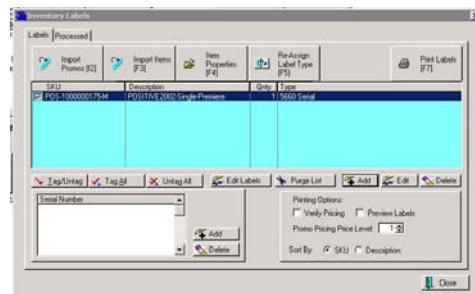 Inventory Labels
Labels Processed
Import Promos [F2]
Import Items [F3]
Item Properties [F4]
Re-Assign Label Type [F5]
Print Labels [F7]
SKU Description Qnty Type
POS-1000000175-M POSITIVE2002-Single-Premiere 1 5660 Serial
Tag/Untag Tag All Untag All Edit Labels Purge List Add Edit Delete
Serial Number
Add
Delete
Printing Options:
Verify Pricing Preview Labels
Promo Pricing Price Level: 1
Sort By: SKU Description
Close